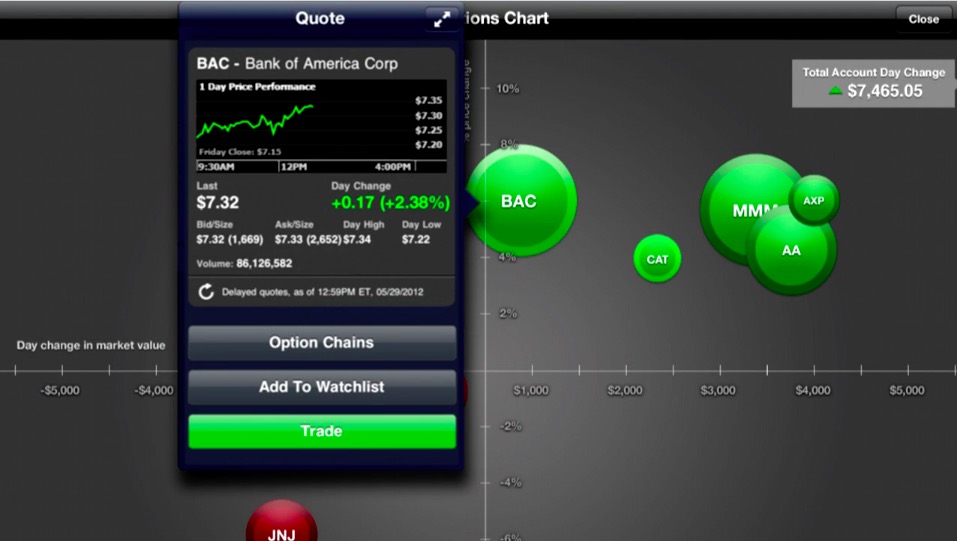 Quote
ions Chart
Close
BAC - Bank of America Corp
1 Day Price Performance
$7.35
$7.30
$7.25
$7.20
Friday Close: $7.15
9:30AM 12PM 4:00PM
Last Day Change
$7.32 +0.17 (+2.38%)
Bid/Size Ask/Size Day High Day Low
$7.32 (1,669) $7.33 (2,652) $7.34 $7.22
Volume: 86,126,582
Delayed quotes, as of 12:59PM ET, 05/29/2012
Option Chains
Add To Watchlist
Trade
Total Account Day Change
$7,465.05
% price change
10%
8%
4%
2%
-2%
-4%
-6%
BAC
MMM
AXP
AA
CAT
JNJ
Day change in market value
-$5,000 -$4,000 $1,000 $2,000 $3,000 $4,000 $5,000